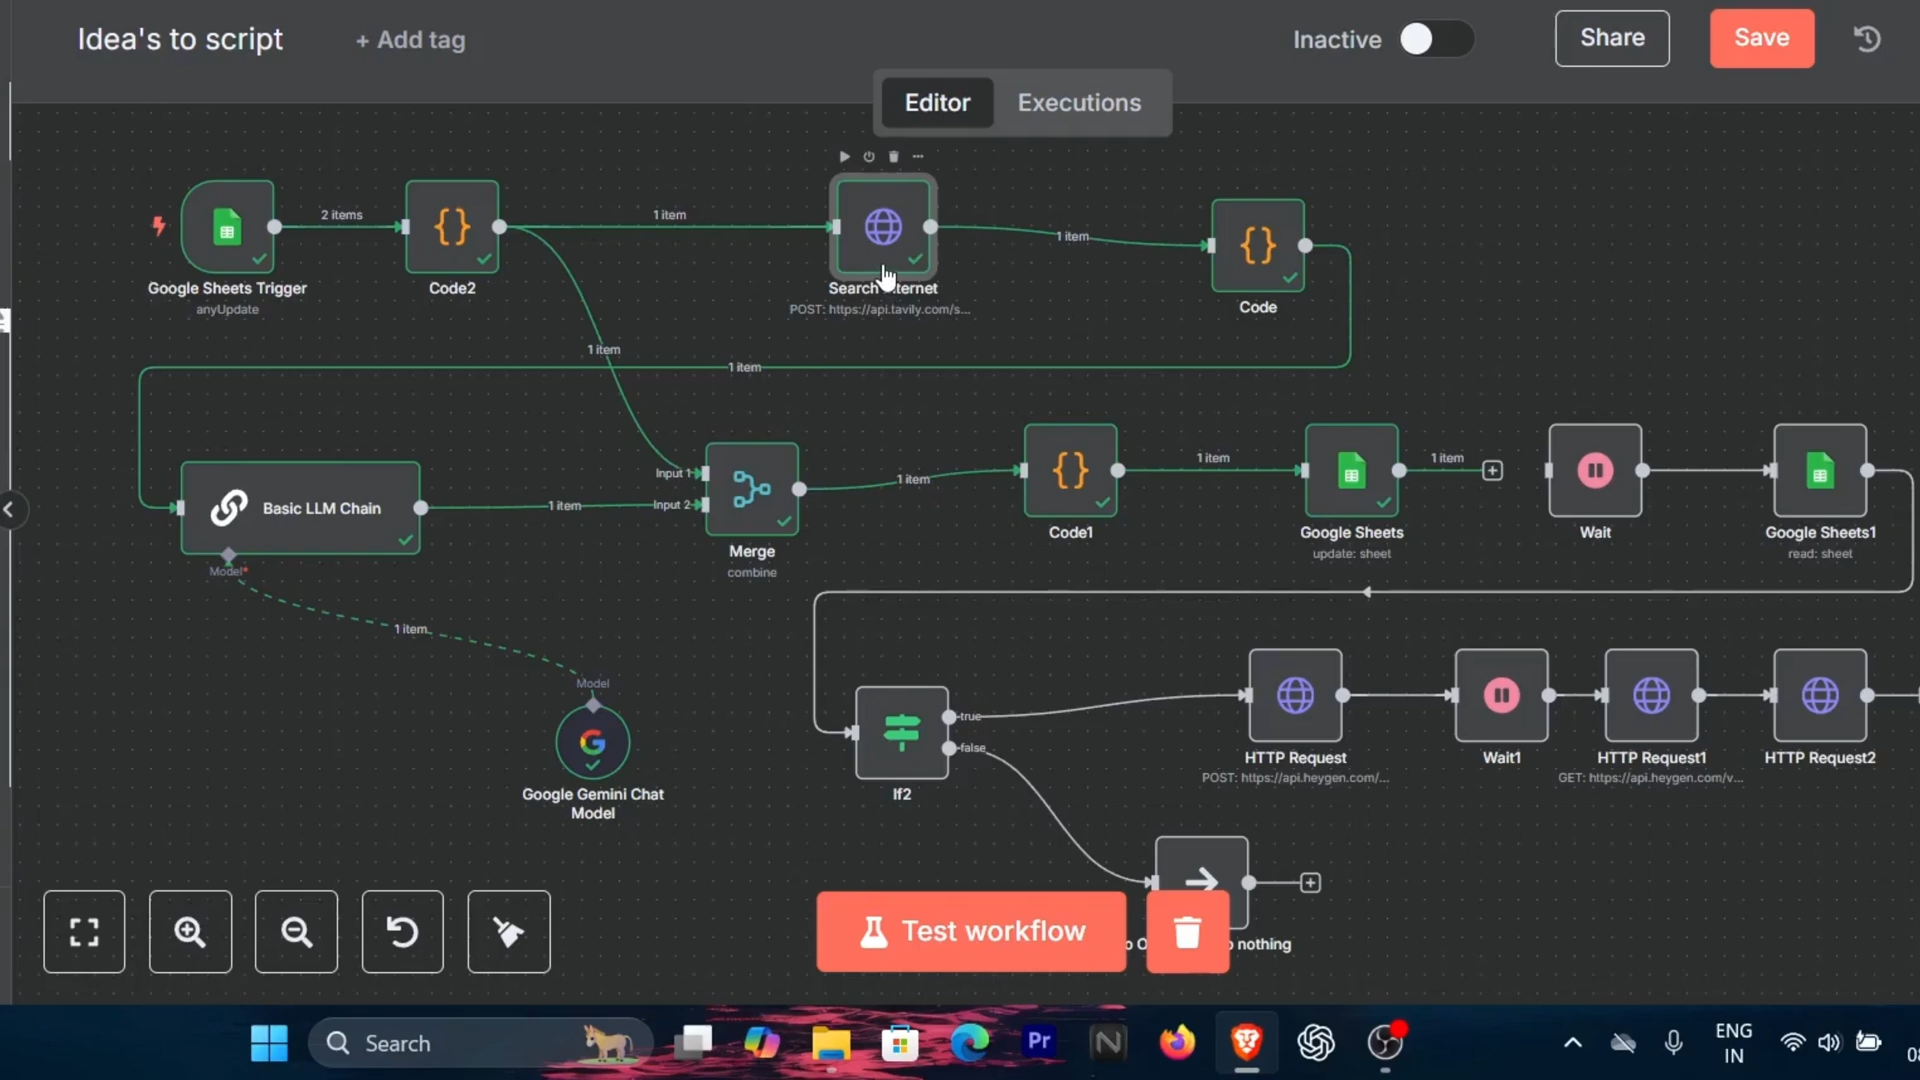 Idea's to script
+ Add tag
Inactive
Share
Save
Editor
Executions
2 items
1 item
1 item
Google Sheets Trigger
anyUpdate
Code2
Search
POST: https://api.tavily.com/s...
Code
1 item
1 item
Basic LLM Chain
Model*
1 item
Input 1
Input 2
Merge
combine
1 item
Code1
1 item
Google Sheets
update: sheet
1 item
Wait
Google Sheets1
read: sheet
1 item
Model
Google Gemini Chat
Model
true
false
If2
HTTP Request
POST: https://api.heygen.com/...
Wait1
HTTP Request1
GET: https://api.heygen.com/v...
HTTP Request2
Test workflow
nothing
Search
Pr
N
ENG
IN